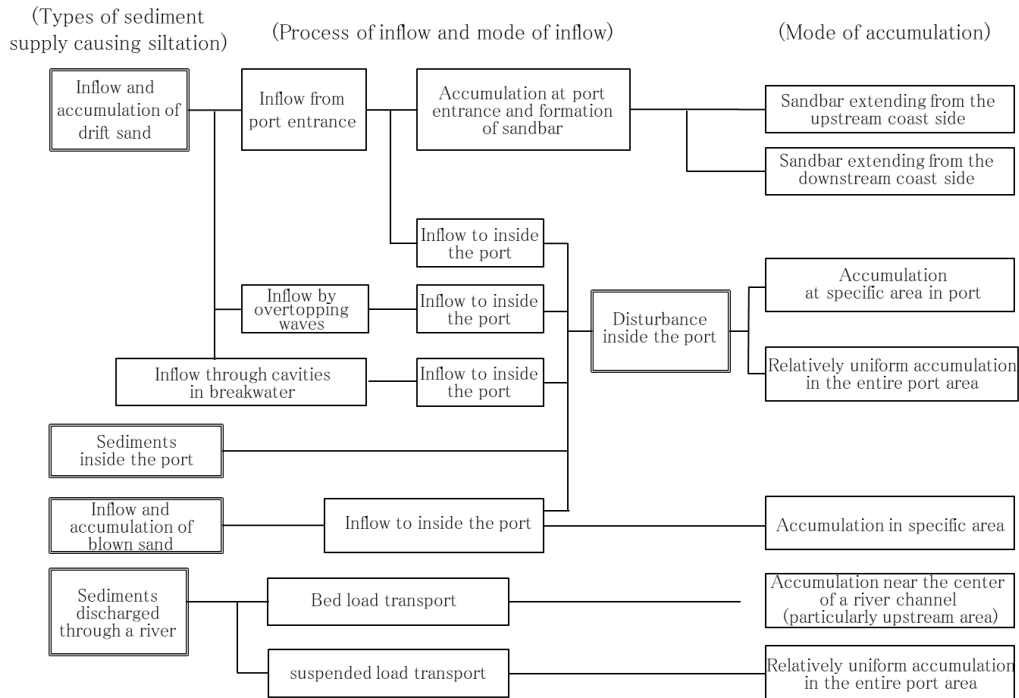 (Types of sediment
supply causing siltation)
(Process of inflow and mode of inflow)
(Mode of accumulation)
Inflow and
accumulation of
drift sand
Inflow from
port entrance
Accumulation at port
entrance and formation
of sandbar
Sandbar extending from the
upstream coast side
Sandbar extending from the
downstream coast side
Inflow to inside
the port
Inflow by
overtopping
waves
Inflow to inside
the port
Disturbance
inside the port
Accumulation
at specific area in port
Inflow through cavities
in breakwater
Inflow to inside
the port
Relatively uniform accumulation
in the entire port area
Sediments
inside the port
Inflow and
accumulation of
blown sand
Inflow to inside the port
Accumulation in specific area
Sediments
discharged
through a river
Bed load transport
Accumulation near the center
of a river channel
(particularly upstream area)
suspended load transport
Relatively uniform accumulation
in the entire port area